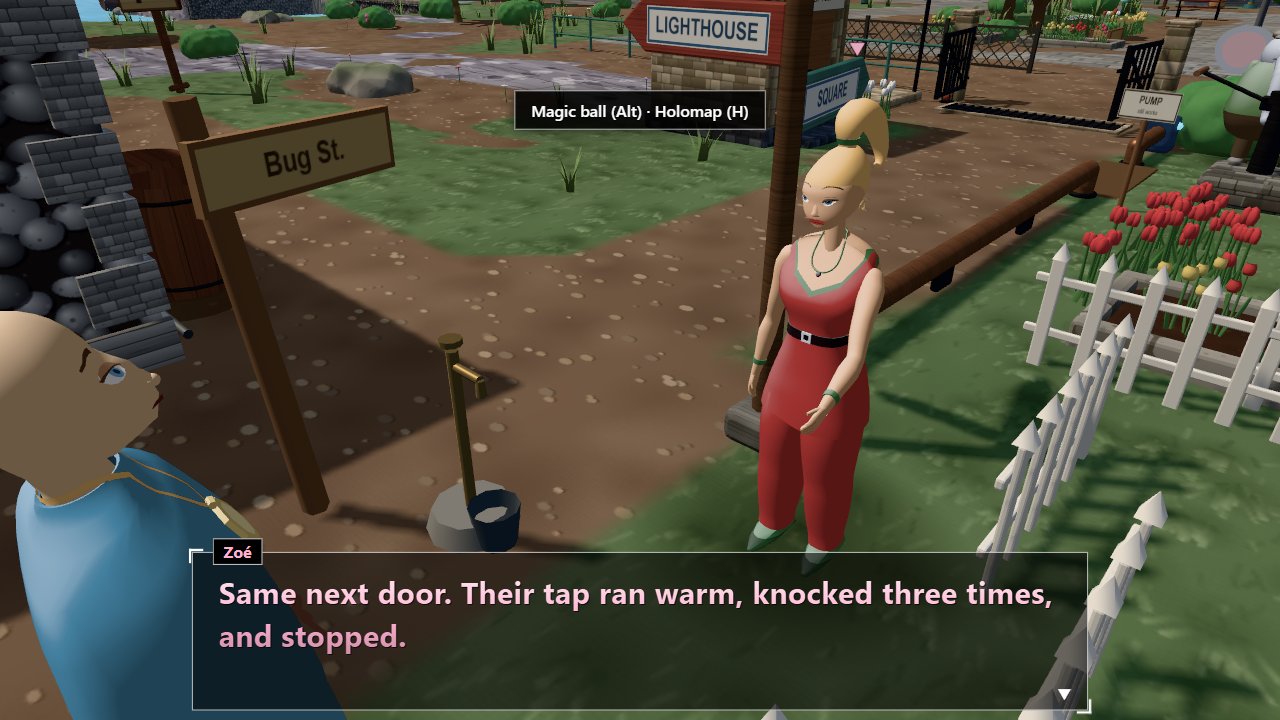 LIGHTHOUSE
SQUARE
Magic ball (Alt) · Holomap (H)
PUMP
Bug St.
Zoé
Same next door. Their tap ran warm, knocked three times,
and stopped.